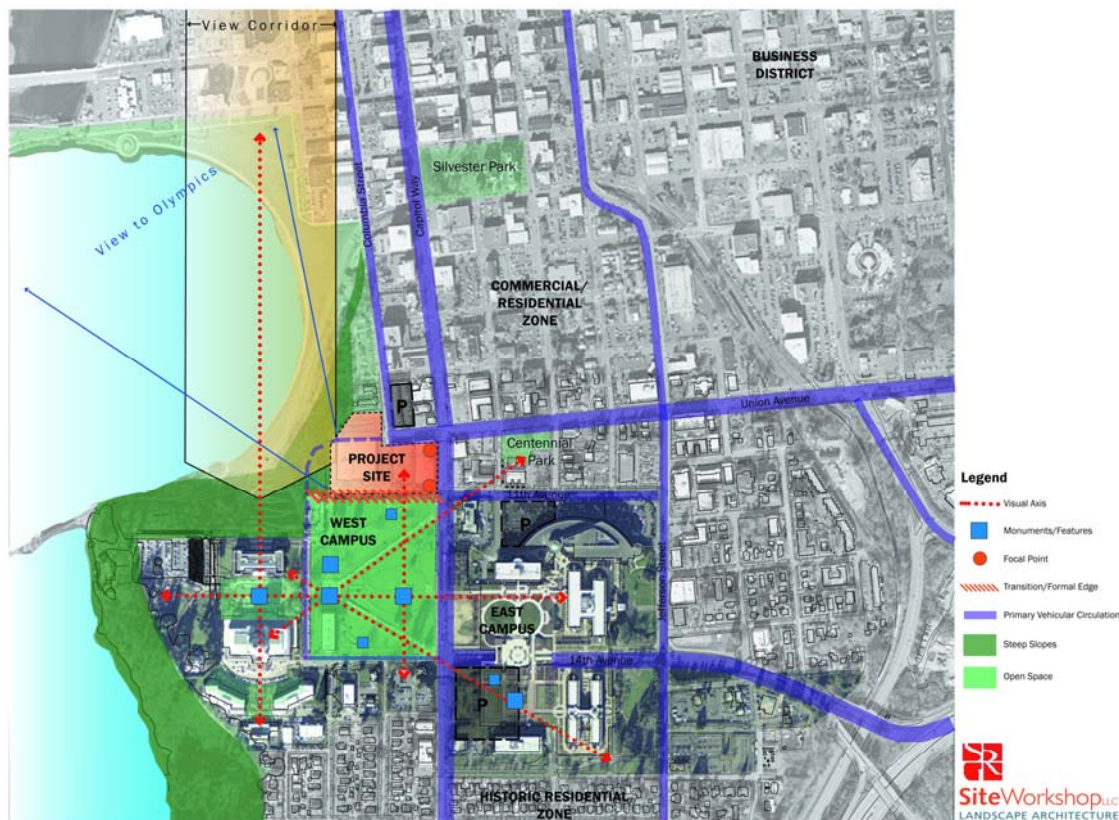 View Corridor
BUSINESS
DISTRICT
View to Olympics
Columbia Street
Capitol Way
Silvester Park
COMMERCIAL/
RESIDENTIAL
ZONE
P
Union Avenue
PROJECT
SITE
Centennial
Park
11th Avenue
P
WEST
CAMPUS
EAST
CAMPUS
Jefferson Street
14th Avenue
P
HISTORIC RESIDENTIAL
ZONE
Legend
Visual Axis
Monuments/Features
Focal Point
Transition/Formal Edge
Primary Vehicular Circulation
Steep Slopes
Open Space
SiteWorkshop LLC
LANDSCAPE ARCHITECTURE